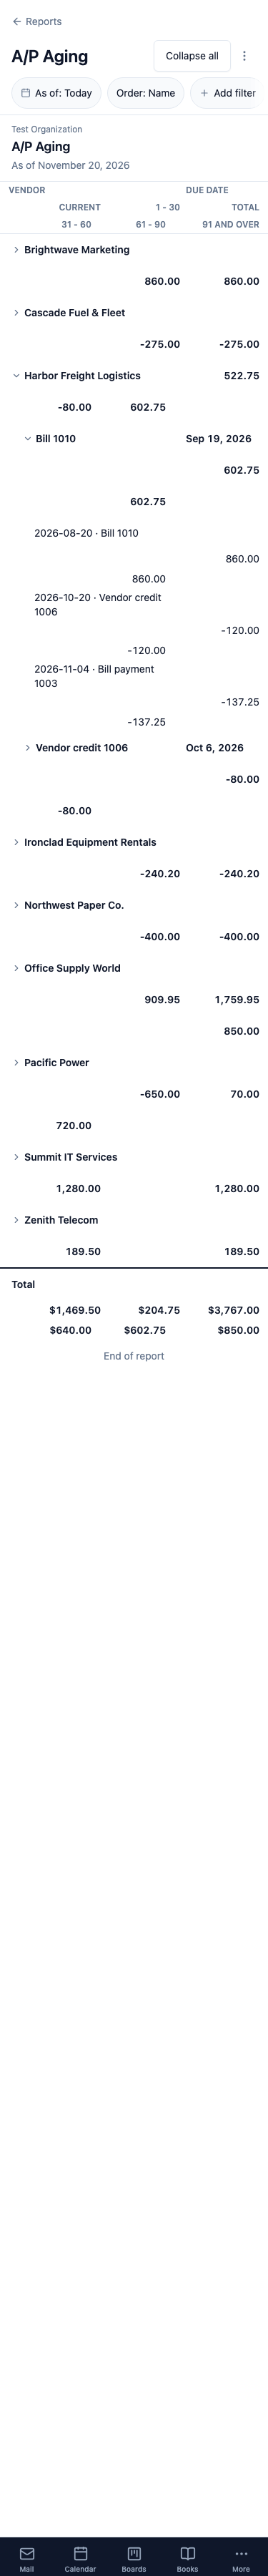 Reports
A/P Aging
Collapse all
As of: Today
Order: Name
Add filter
Test Organization
A/P Aging
As of November 20, 2026
VENDOR DUE DATE
CURRENT 1 - 30 TOTAL
31 - 60 61 - 90 91 AND OVER
Brightwave Marketing
860.00 860.00
Cascade Fuel & Fleet
-275.00 -275.00
Harbor Freight Logistics 522.75
-80.00 602.75
Bill 1010 Sep 19, 2026
602.75
602.75
2026-08-20 · Bill 1010
860.00
860.00
2026-10-20 · Vendor credit
1006
-120.00
-120.00
2026-11-04 · Bill payment
1003
-137.25
-137.25
Vendor credit 1006 Oct 6, 2026
-80.00
-80.00
Ironclad Equipment Rentals
-240.20 -240.20
Northwest Paper Co.
-400.00 -400.00
Office Supply World
909.95 1,759.95
850.00
Pacific Power
-650.00 70.00
720.00
Summit IT Services
1,280.00 1,280.00
Zenith Telecom
189.50 189.50
Total
$1,469.50 $204.75 $3,767.00
$640.00 $602.75 $850.00
End of report
Mail Calendar Boards Books More